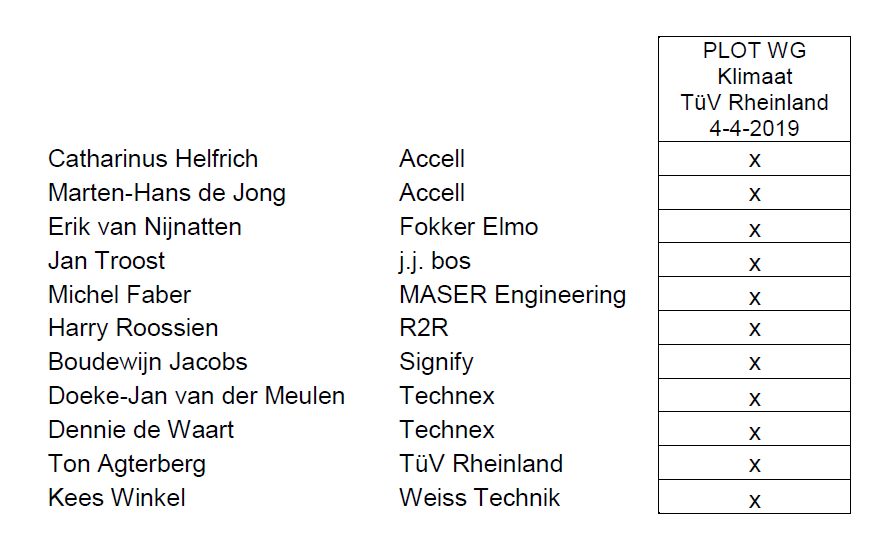 PLOT WG
Klimaat
TüV Rheinland
4-4-2019
Catharinus Helfrich Accell x
Marten-Hans de Jong Accell x
Erik van Nijnatten Fokker Elmo x
Jan Troost j.j. bos x
Michel Faber MASER Engineering x
Harry Roossien R2R x
Boudewijn Jacobs Signify x
Doeke-Jan van der Meulen Technex x
Dennie de Waart Technex x
Ton Agterberg TüV Rheinland x
Kees Winkel Weiss Technik x